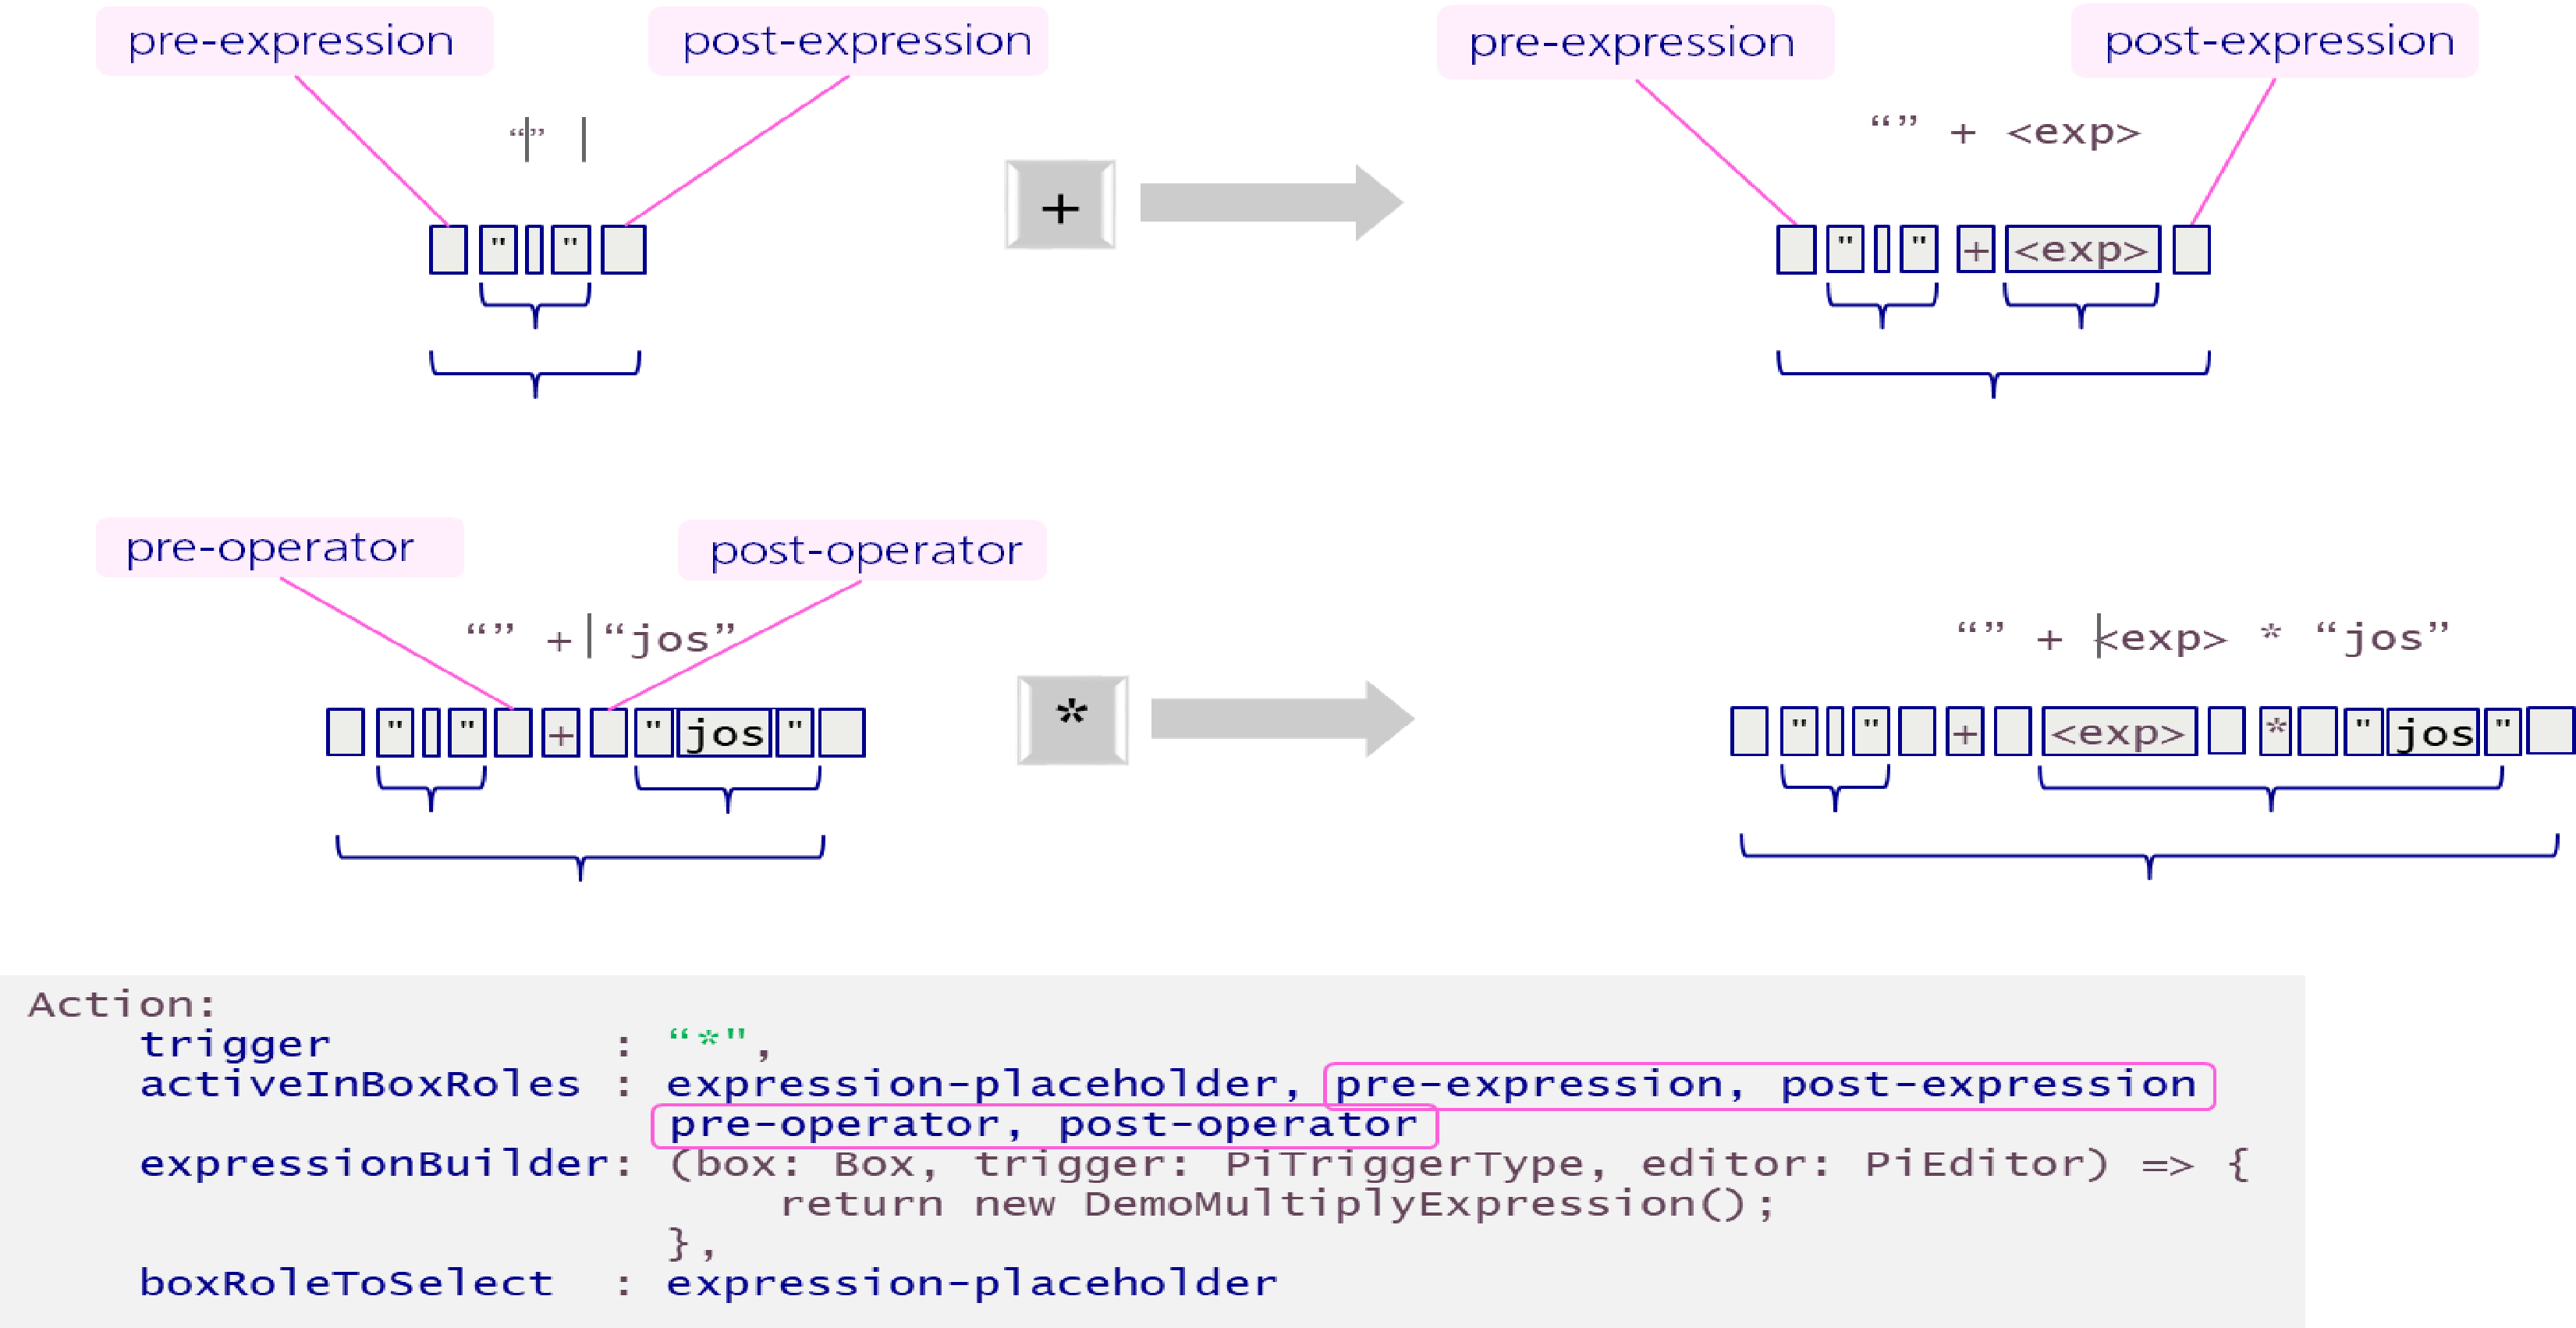 pre-expression post-expression pre-expression post-expression
“” “” + <exp>
+
" " " " + <exp>
pre-operator post-operator
“” + “jos” “” + <exp> * “jos”
*
" " + " jos " " " + <exp> * " jos "
Action:
trigger : “*",
activeInBoxRoles : expression-placeholder, pre-expression, post-expression
pre-operator, post-operator
expressionBuilder: (box: Box, trigger: PiTriggerType, editor: PiEditor) => {
return new DemoMultiplyExpression();
},
boxRoleToSelect : expression-placeholder